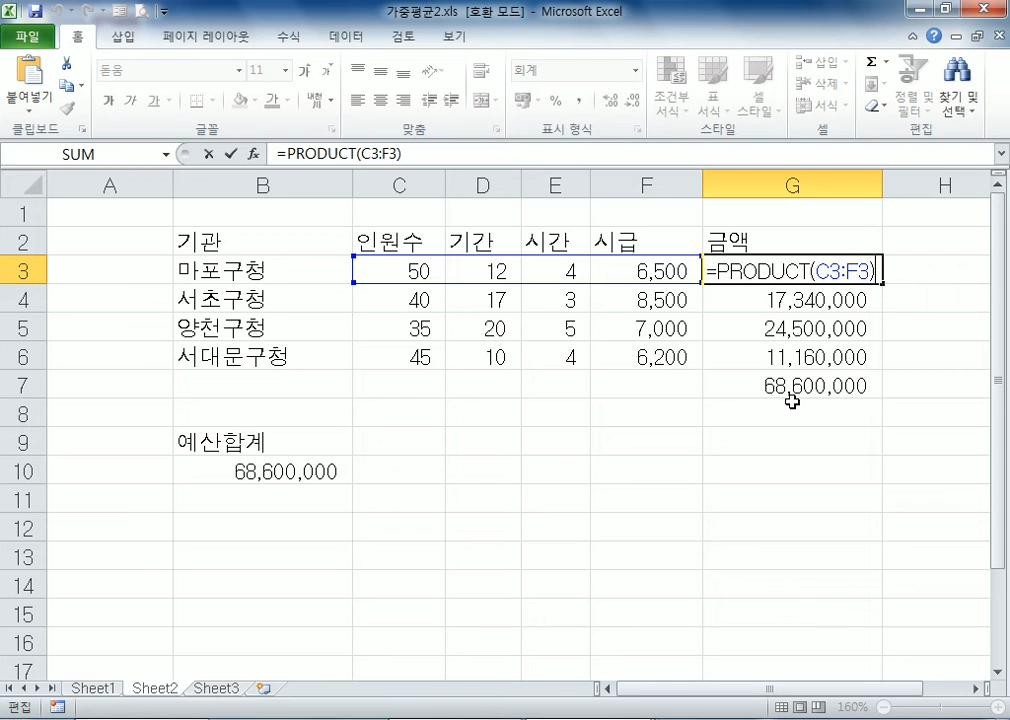 가중평균2.xls [호환 모드] - Microsoft Excel
파일 홈 삽입 페이지 레이아웃 수식 데이터 검토 보기
붙여넣기
돋움 11
회계
조건부 서식 표 서식 셀 스타일
삽입
삭제
서식
정렬 및 필터 찾기 및 선택
클립보드 글꼴 맞춤 표시 형식 스타일 셀 편집
SUM =PRODUCT(C3:F3)
A B C D E F G H
1
2 기관 인원수 기간 시간 시급 금액
3 마포구청 50 12 4 6,500 =PRODUCT(C3:F3)
4 서초구청 40 17 3 8,500 17,340,000
5 양천구청 35 20 5 7,000 24,500,000
6 서대문구청 45 10 4 6,200 11,160,000
7 68,600,000
8
9 예산합계
10 68,600,000
11
12
13
14
15
16
17
Sheet1 Sheet2 Sheet3
편집 160%